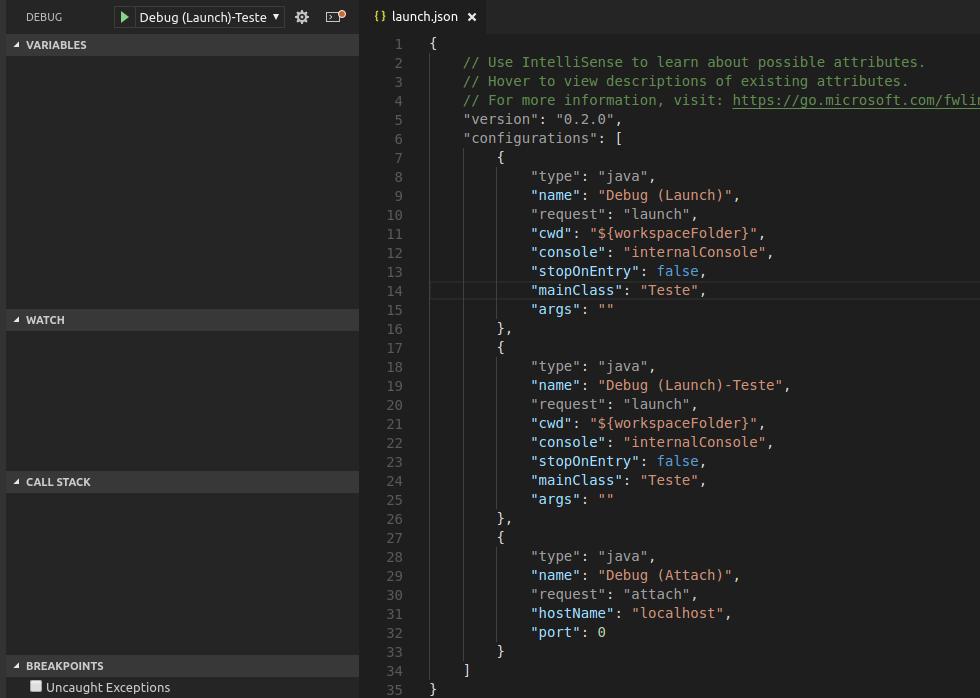 DEBUG
Debug (Launch)-Teste
VARIABLES
WATCH
CALL STACK
BREAKPOINTS
Uncaught Exceptions
{} launch.json ×
1 {
2 // Use IntelliSense to learn about possible attributes.
3 // Hover to view descriptions of existing attributes.
4 // For more information, visit: https://go.microsoft.com/fwlin
5 "version": "0.2.0",
6 "configurations": [
7 {
8 "type": "java",
9 "name": "Debug (Launch)",
10 "request": "launch",
11 "cwd": "${workspaceFolder}",
12 "console": "internalConsole",
13 "stopOnEntry": false,
14 "mainClass": "Teste",
15 "args": ""
16 },
17 {
18 "type": "java",
19 "name": "Debug (Launch)-Teste",
20 "request": "launch",
21 "cwd": "${workspaceFolder}",
22 "console": "internalConsole",
23 "stopOnEntry": false,
24 "mainClass": "Teste",
25 "args": ""
26 },
27 {
28 "type": "java",
29 "name": "Debug (Attach)",
30 "request": "attach",
31 "hostName": "localhost",
32 "port": 0
33 }
34 ]
35 }